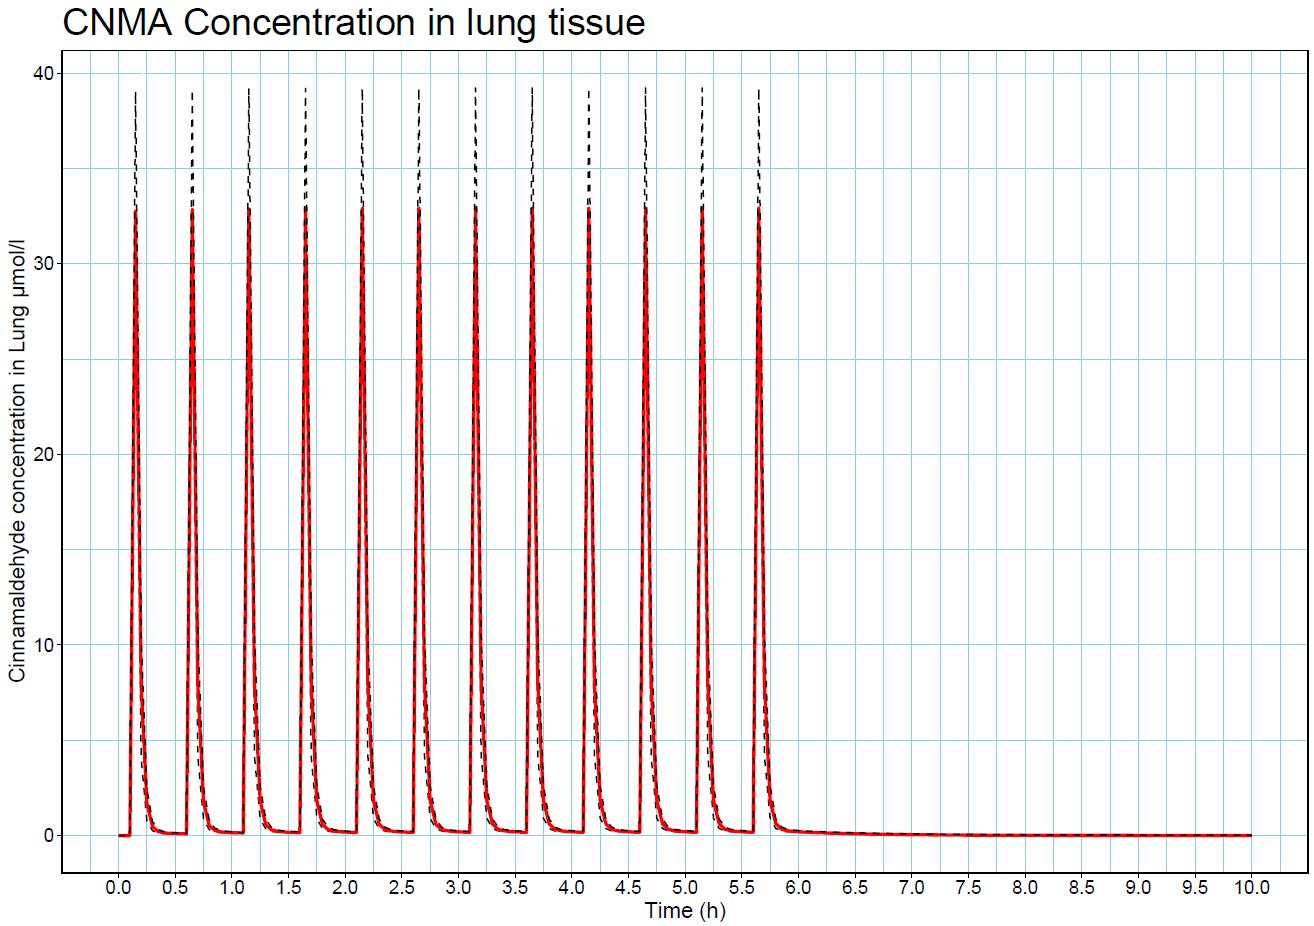 CNMA Concentration in lung tissue
Cinnamaldehyde concentration in Lung µmol/l
40
30
20
10
0
0.0 0.5 1.0 1.5 2.0 2.5 3.0 3.5 4.0 4.5 5.0 5.5 6.0 6.5 7.0 7.5 8.0 8.5 9.0 9.5 10.0
Time (h)